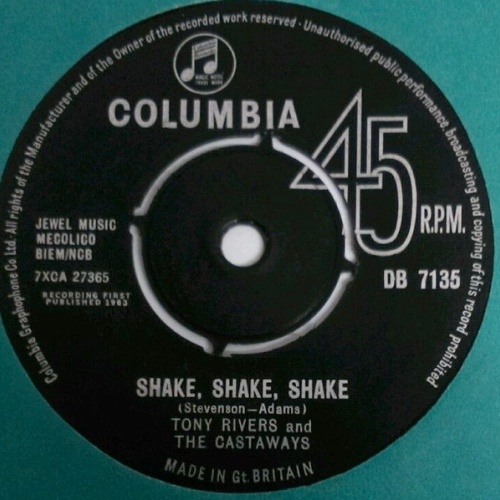 Columbia Graphophone Co Ltd · All rights of the Manufacturer and of the Owner of the recorded work reserved · Unauthorised public performance, broadcasting and copying of this record prohibited
MAGIC NOTES
TRADE MARK
COLUMBIA
45
R.P.M.
JEWEL MUSIC
MECOLICO
BIEM/NCB
7XCA 27365
RECORDING FIRST
PUBLISHED 1963
DB 7135
SHAKE, SHAKE, SHAKE
(Stevenson—Adams)
TONY RIVERS and
THE CASTAWAYS
MADE IN Gt. BRITAIN